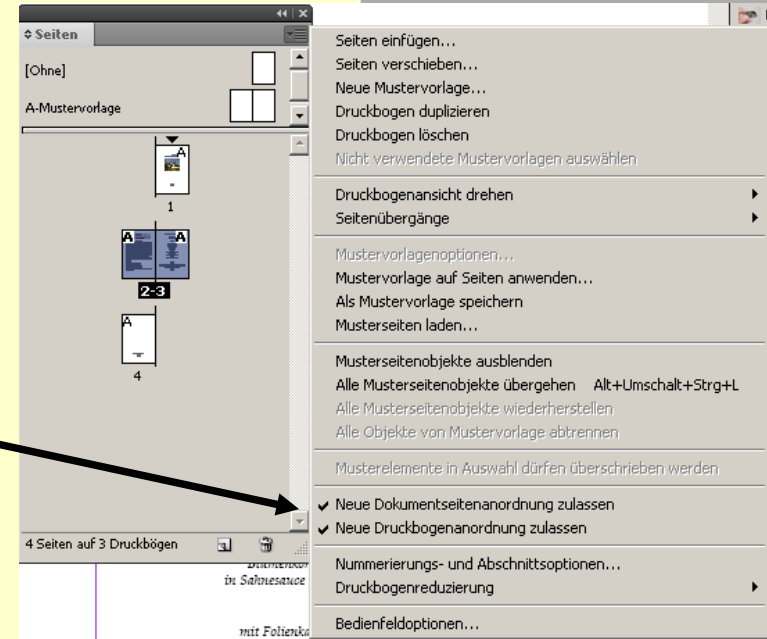 Seiten
[Ohne]
A-Mustervorlage
A
1
A A
2-3
A
4
4 Seiten auf 3 Druckbögen
in Sahnesauce
mit
Seiten einfügen...
Seiten verschieben...
Neue Mustervorlage...
Druckbogen duplizieren
Druckbogen löschen
Nicht verwendete Mustervorlagen auswählen
Druckbogenansicht drehen
Seitenübergänge
Mustervorlagenoptionen...
Mustervorlage auf Seiten anwenden...
Als Mustervorlage speichern
Musterseiten laden...
Musterseitenobjekte ausblenden
Alle Musterseitenobjekte übergehen Alt+Umschalt+Strg+L
Alle Musterseitenobjekte wiederherstellen
Alle Objekte von Mustervorlage abtrennen
Musterelemente in Auswahl dürfen überschrieben werden
Neue Dokumentseitenanordnung zulassen
Neue Druckbogenanordnung zulassen
Nummerierungs- und Abschnittsoptionen...
Druckbogenreduzierung
Bedienfeldoptionen...